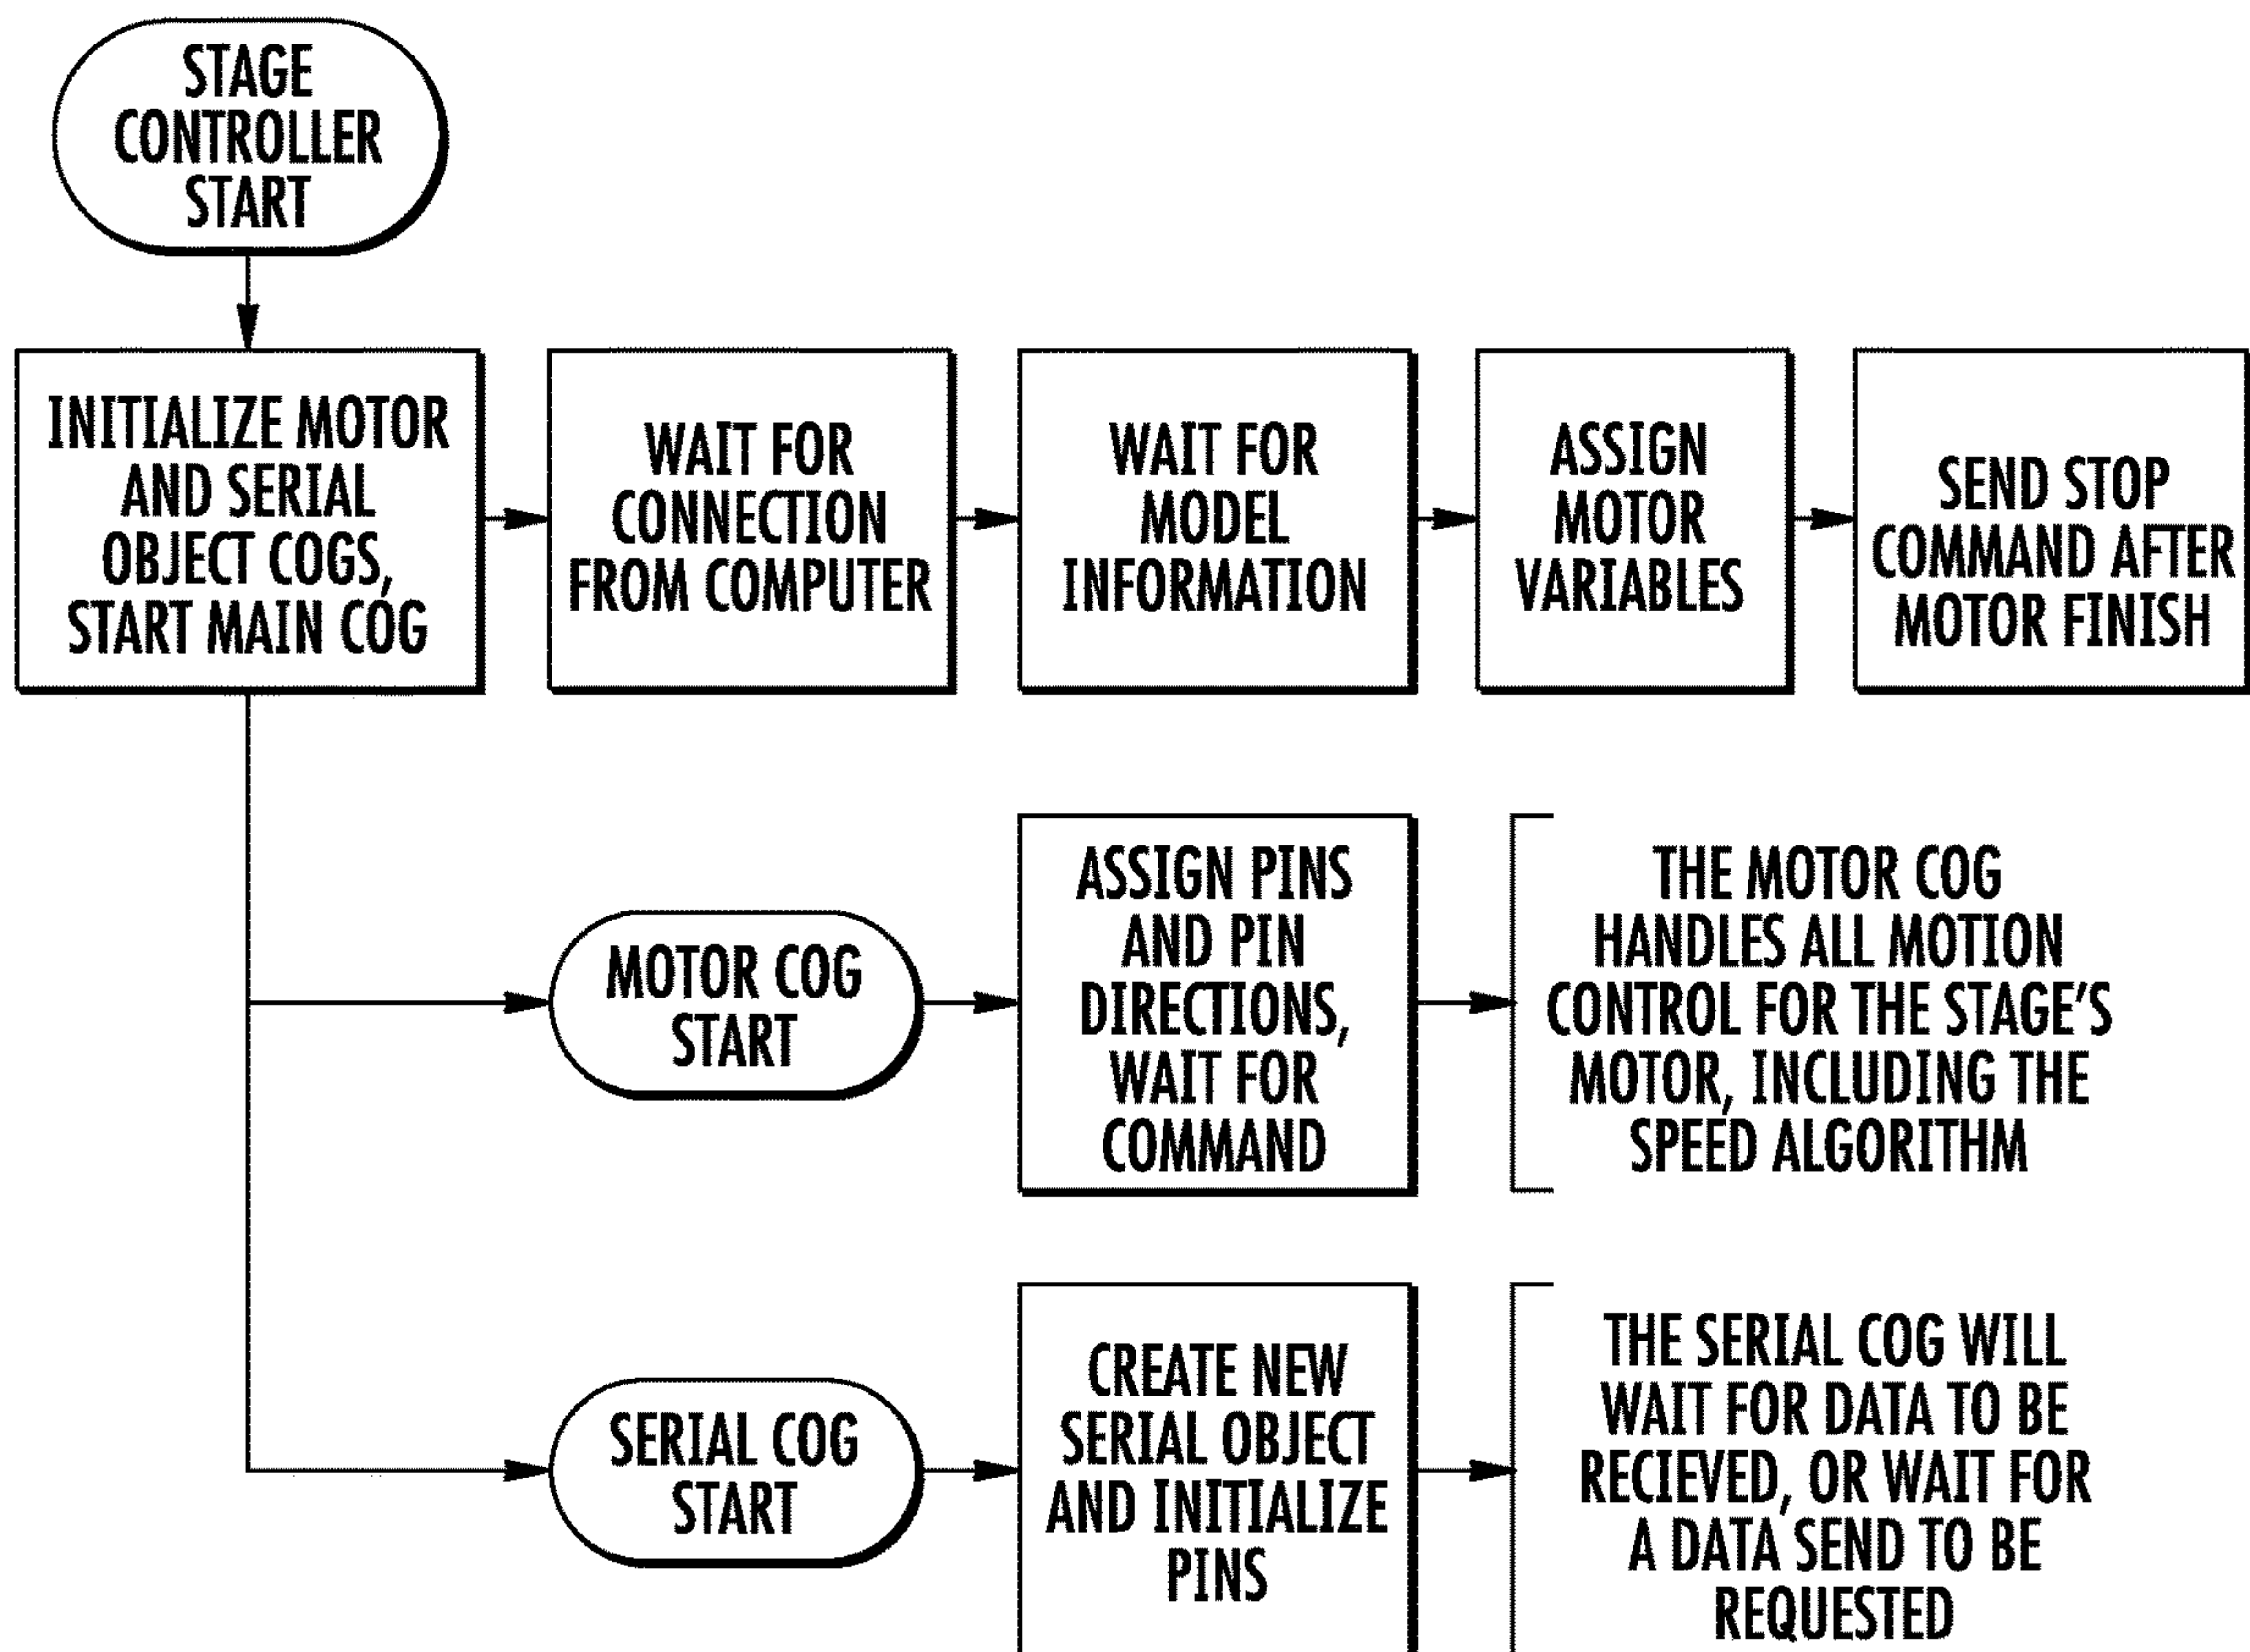 STAGE
CONTROLLER
START
INITIALIZE MOTOR
AND SERIAL
OBJECT COGS,
START MAIN COG
WAIT FOR
CONNECTION
FROM COMPUTER
WAIT FOR
MODEL
INFORMATION
ASSIGN
MOTOR
VARIABLES
SEND STOP
COMMAND AFTER
MOTOR FINISH
MOTOR COG
START
ASSIGN PINS
AND PIN
DIRECTIONS,
WAIT FOR
COMMAND
THE MOTOR COG
HANDLES ALL MOTION
CONTROL FOR THE STAGE'S
MOTOR, INCLUDING THE
SPEED ALGORITHM
SERIAL COG
START
CREATE NEW
SERIAL OBJECT
AND INITIALIZE
PINS
THE SERIAL COG WILL
WAIT FOR DATA TO BE
RECIEVED, OR WAIT FOR
A DATA SEND TO BE
REQUESTED